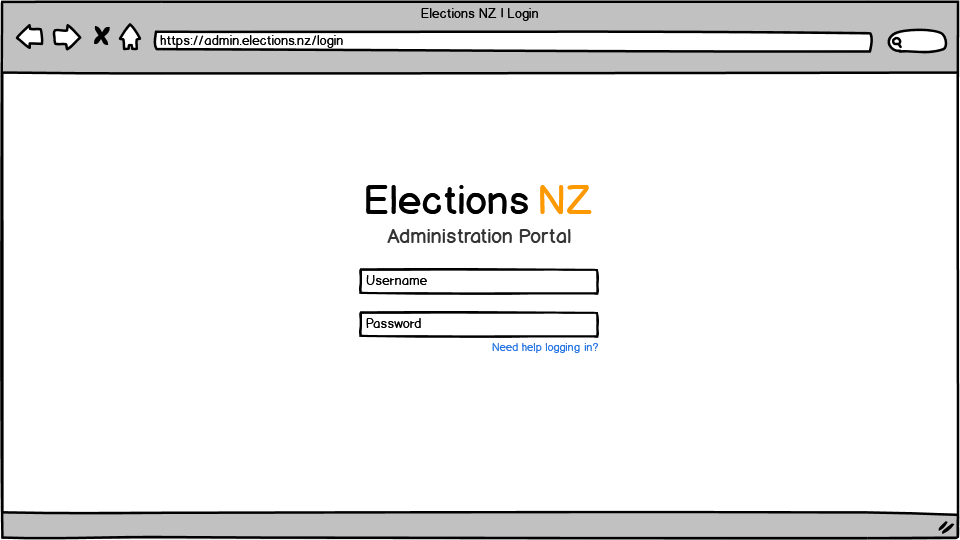 Elections NZ | Login
https://admin.elections.nz/login
Elections NZ
Administration Portal
Username
Password
Need help logging in?